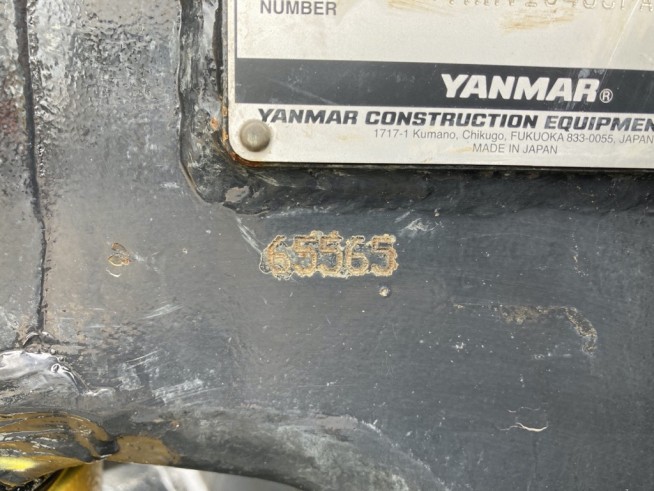 NUMBER
YANMAR®
YANMAR CONSTRUCTION EQUIPMEN
1717-1 Kumano, Chikugo, FUKUOKA 833-0055, JAPAN
MADE IN JAPAN
65565